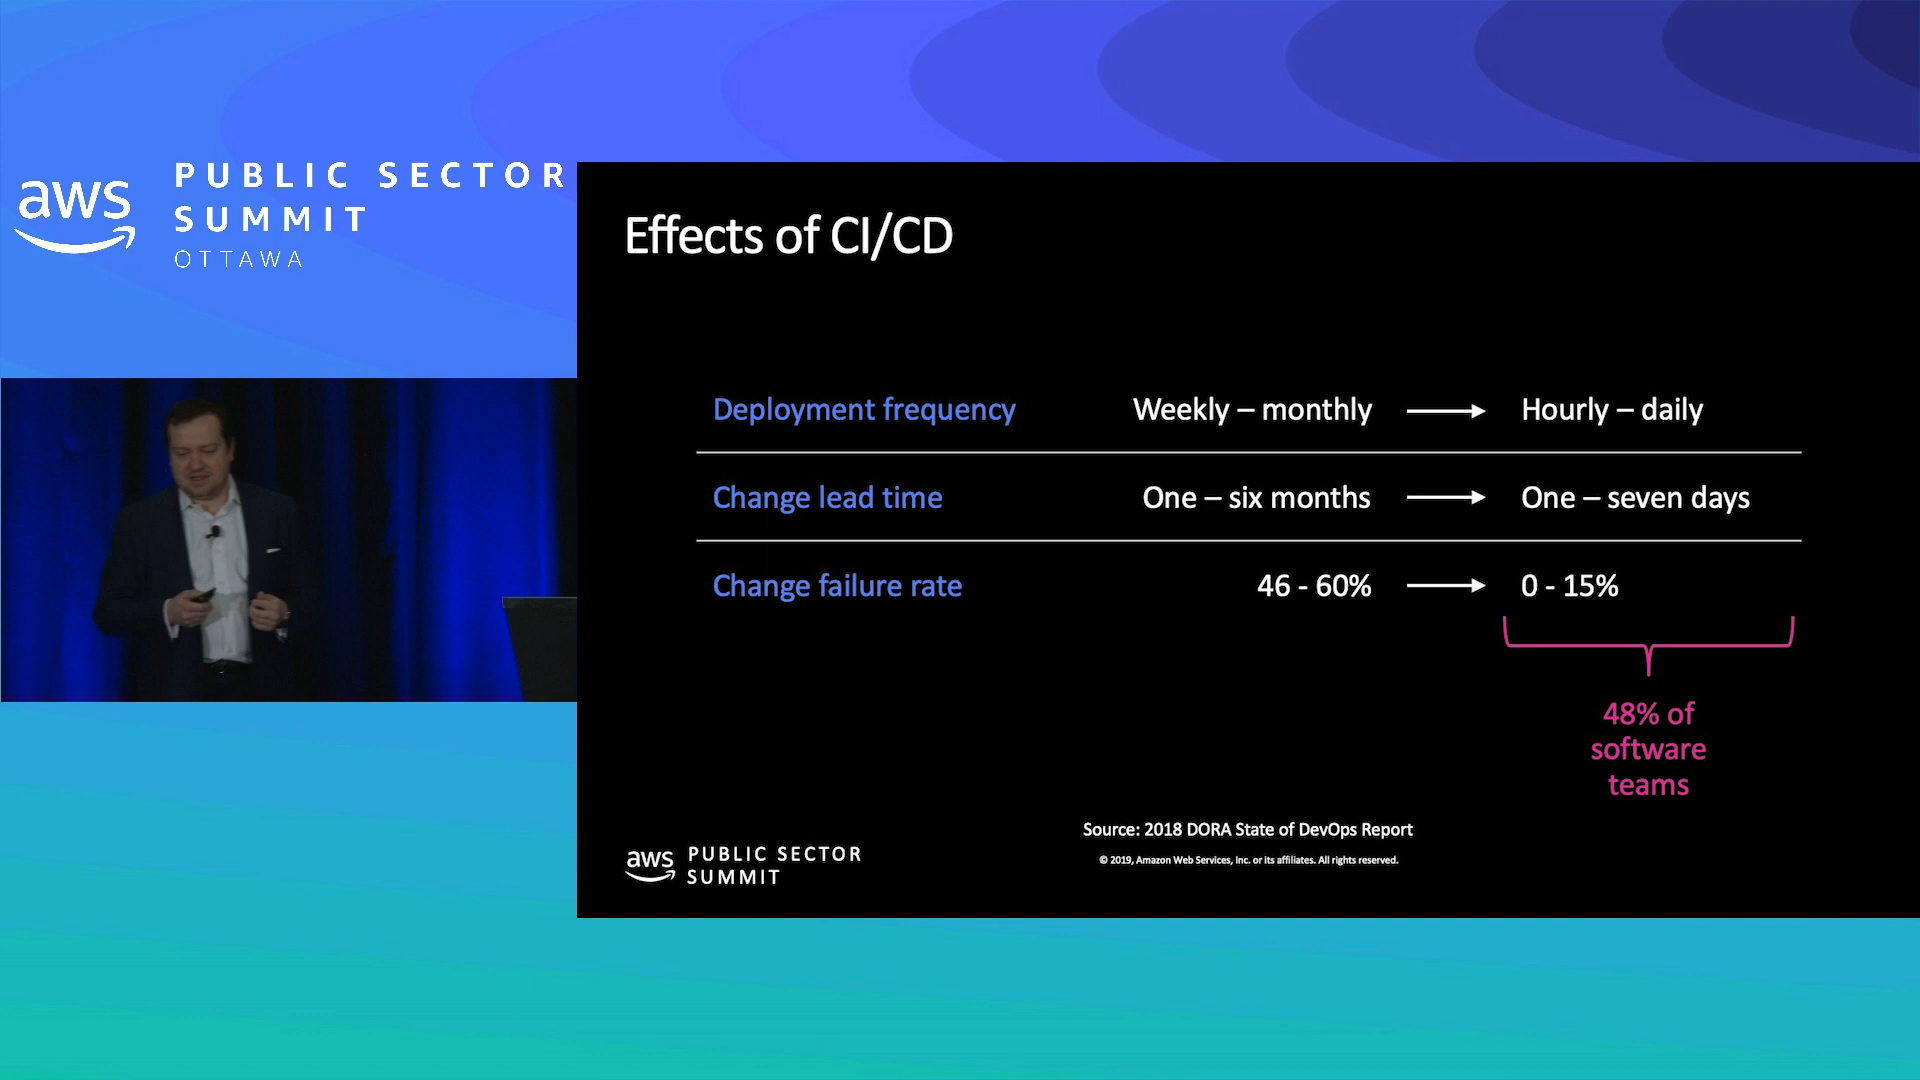 aws
PUBLIC SECTOR
SUMMIT
OTTAWA
Effects of CI/CD
Deployment frequency Weekly – monthly Hourly – daily
Change lead time One – six months One – seven days
Change failure rate 46 - 60% 0 - 15%
48% of
software
teams
Source: 2018 DORA State of DevOps Report
© 2019, Amazon Web Services, Inc. or its affiliates. All rights reserved.
aws PUBLIC SECTOR
SUMMIT